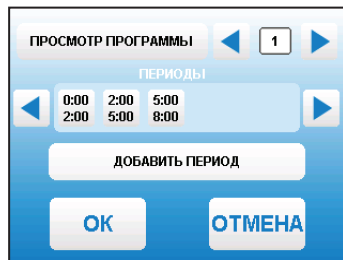 ПРОСМОТР ПРОГРАММЫ 1
ПЕРИОДЫ
0:00 2:00 5:00
2:00 5:00 8:00
ДОБАВИТЬ ПЕРИОД
ОК ОТМЕНА